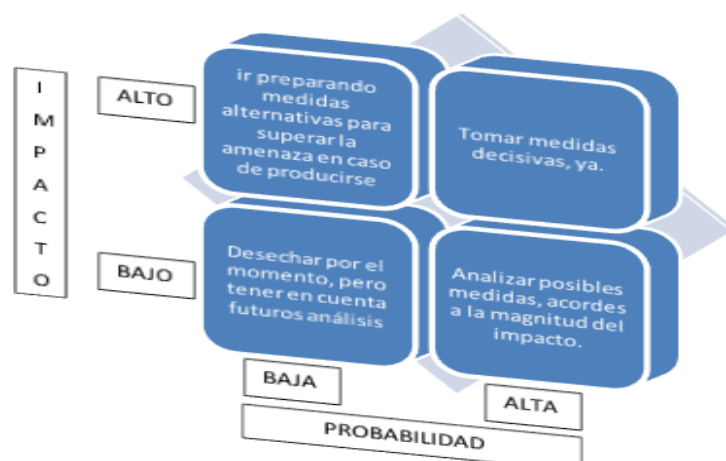 I
M
P
A
C
T
O
ALTO
ir preparando
medidas
alternativas para
superar la
amenaza en caso
de producirse
Tomar medidas
decisivas, ya.
BAJO
Desechar por el
momento, pero
tener en cuenta
futuros análisis
Analizar posibles
medidas, acordes
a la magnitud del
impacto.
BAJA
ALTA
PROBABILIDAD